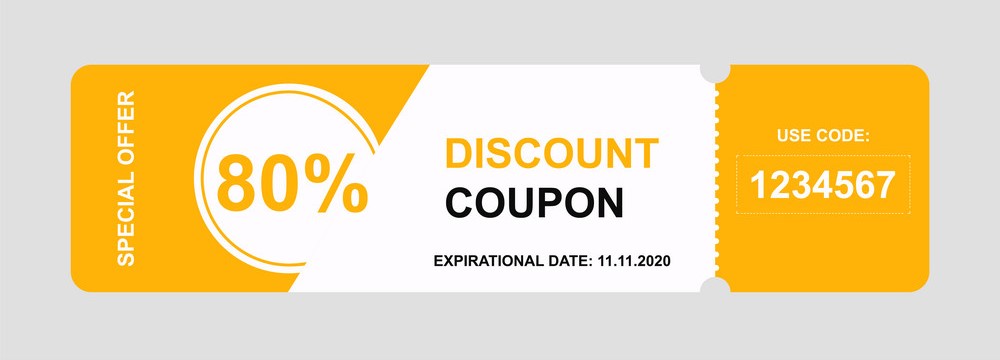 SPECIAL OFFER
80%
DISCOUNT
COUPON
EXPIRATIONAL DATE: 11.11.2020
USE CODE:
1234567